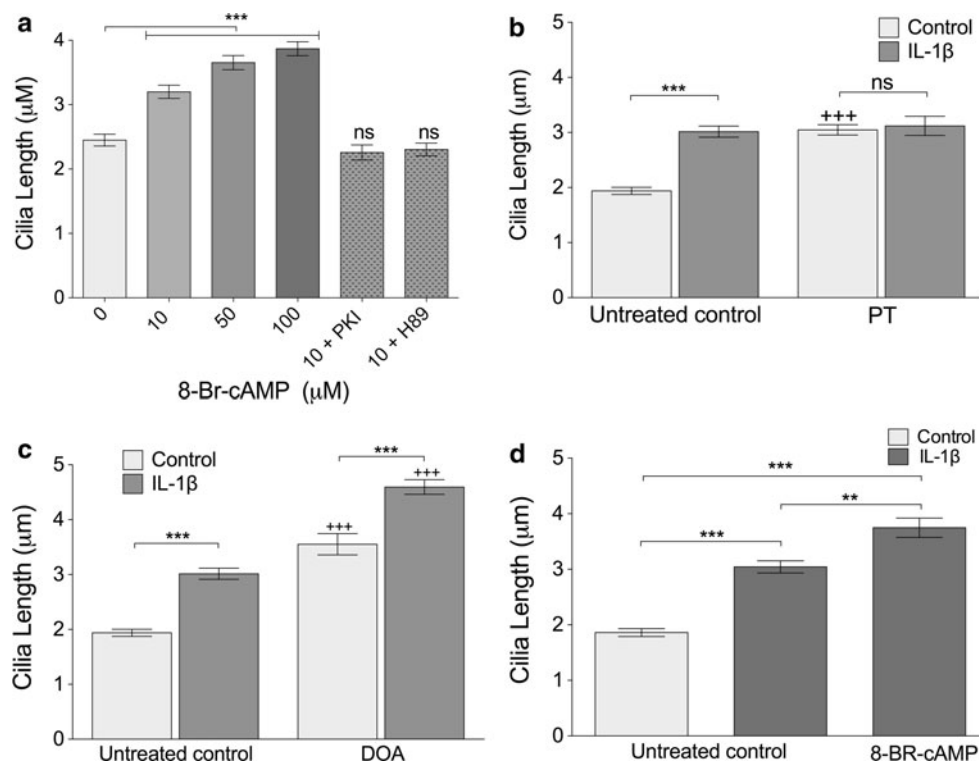 a
***
Cilia Length (μM)
4
3
2
1
0
ns
ns
0
10
50
100
10 + PKI
10 + H89
8-Br-cAMP (μM)
b
Control
IL-1β
Cilia Length (μm)
5
4
3
2
1
0
***
+++
ns
Untreated control
PT
c
Control
IL-1β
Cilia Length (μm)
5
4
3
2
1
0
***
+++
***
+++
Untreated control
DOA
d
Control
IL-1β
Cilia Length (μm)
5
4
3
2
1
0
***
***
**
Untreated control
8-BR-cAMP